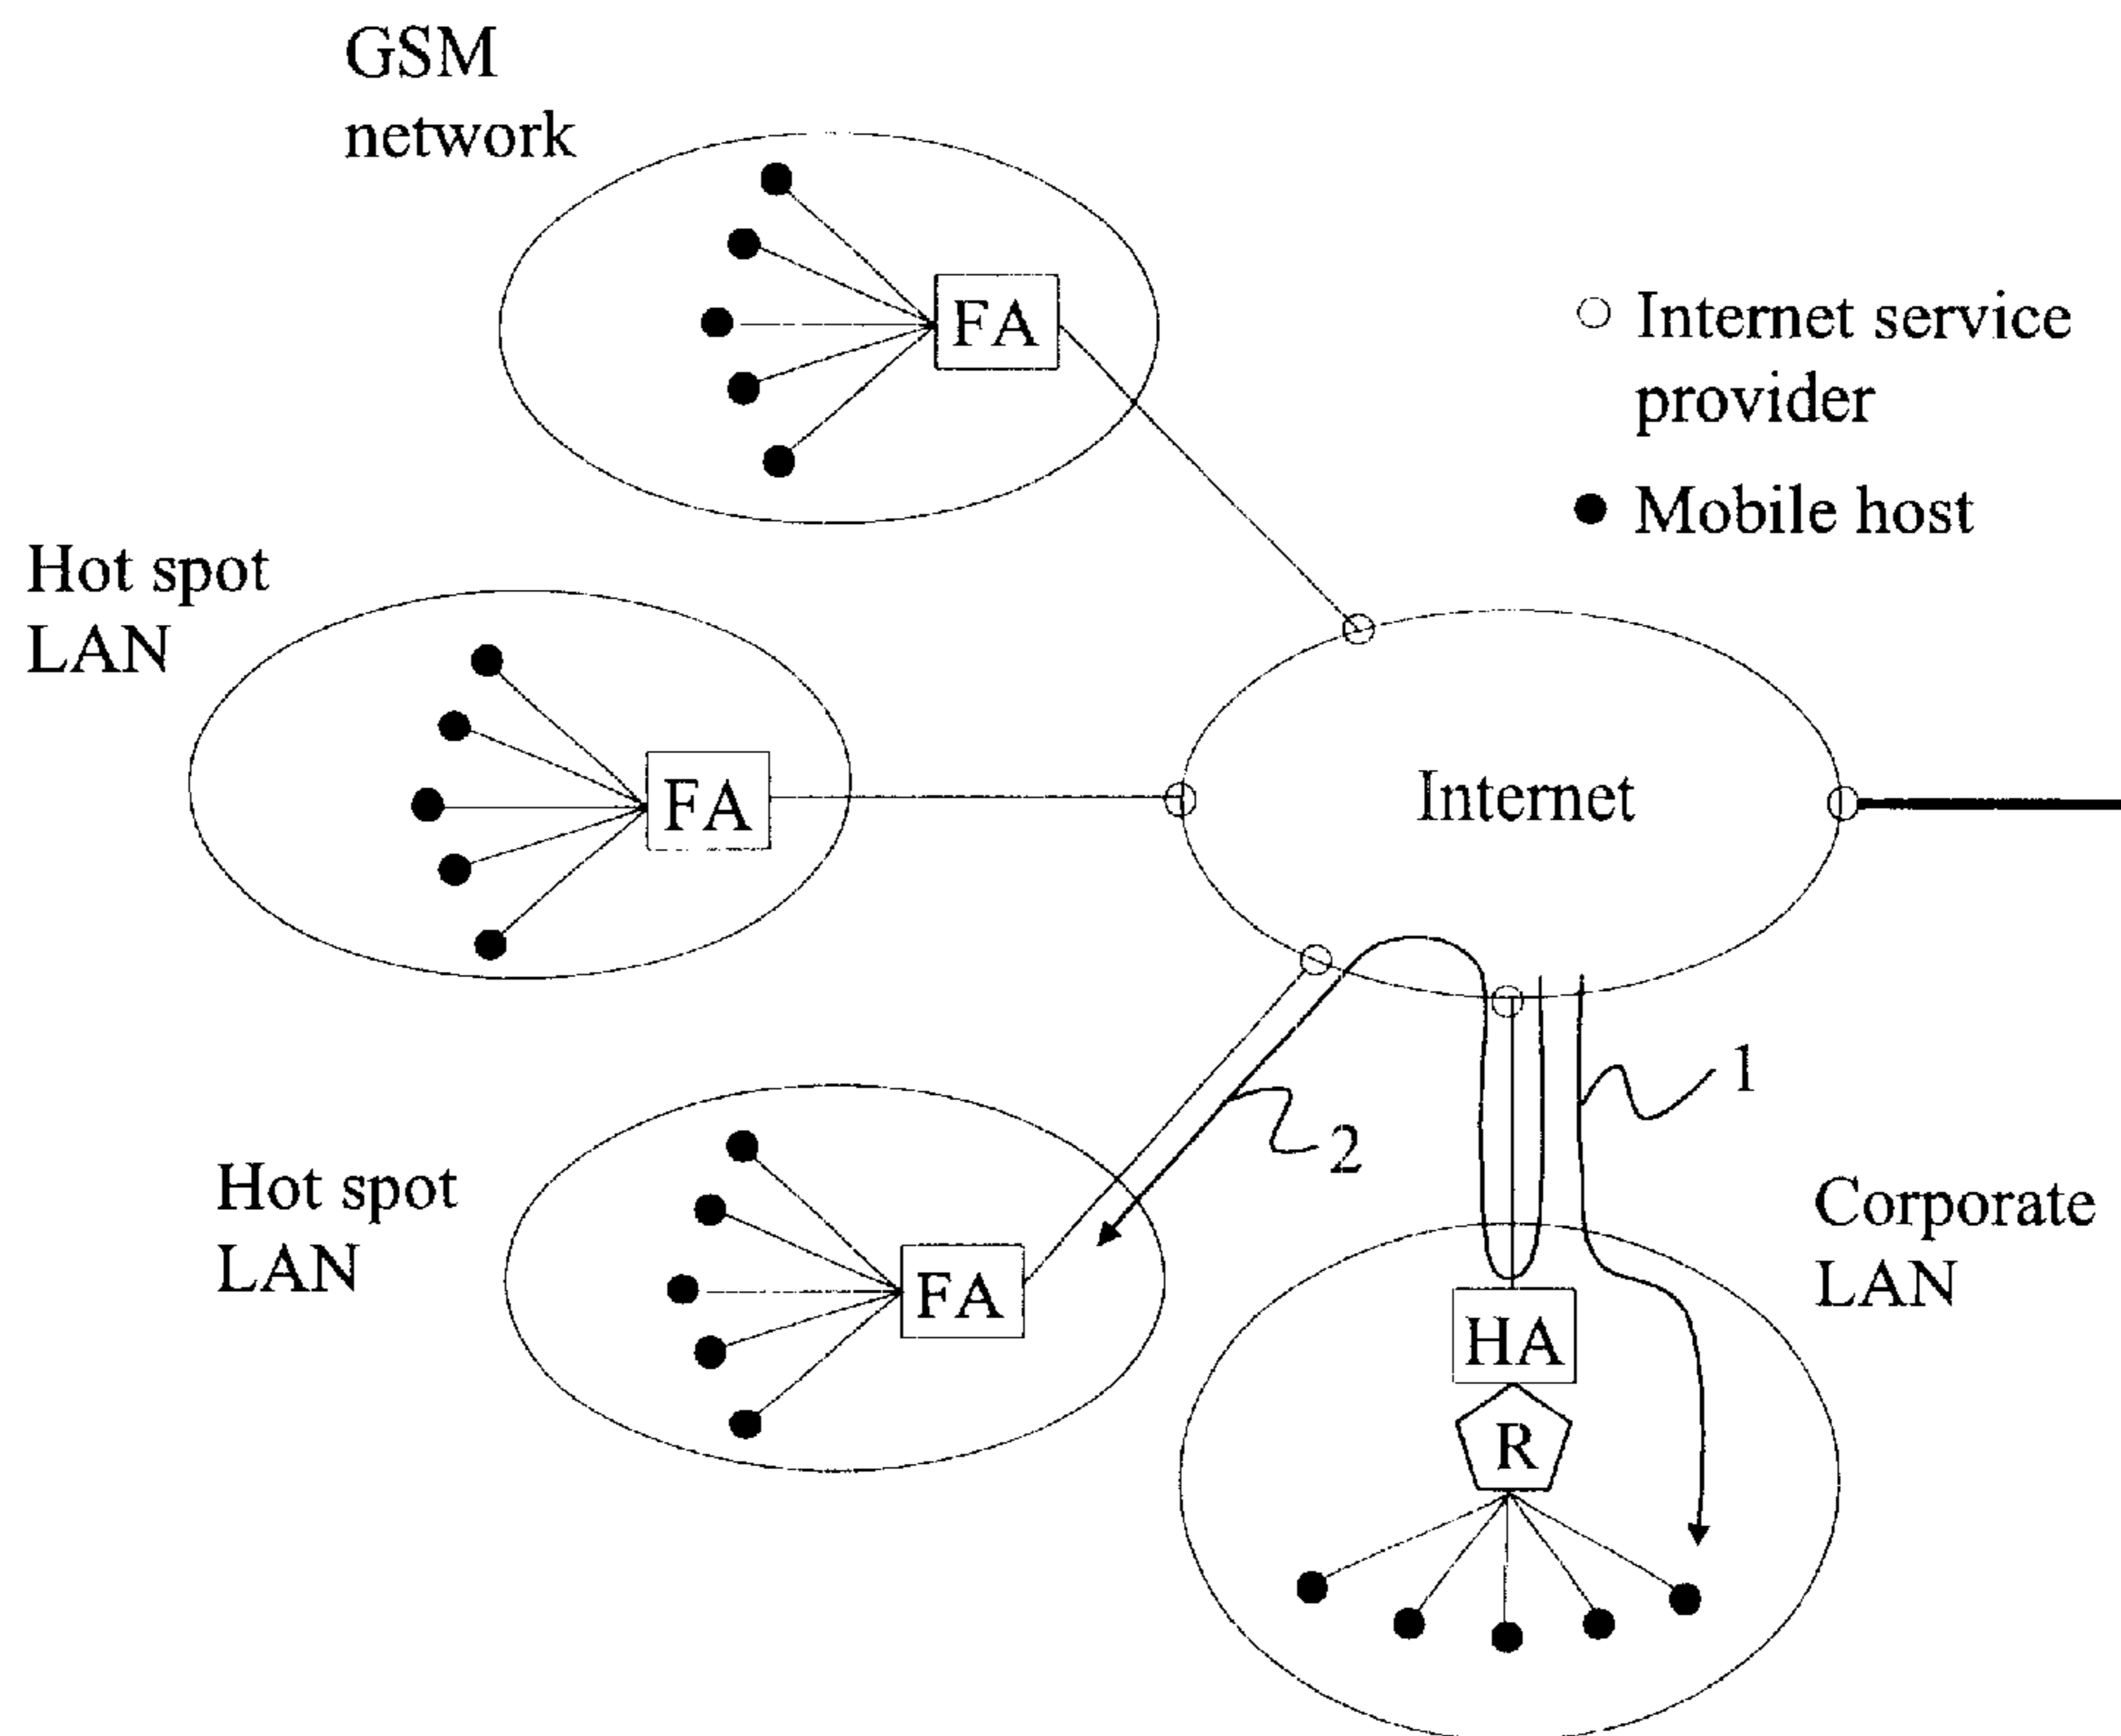 GSM
network
FA
Internet service
provider
Mobile host
Hot spot
LAN
FA
Internet
1
2
Hot spot
LAN
FA
Corporate
LAN
HA
R